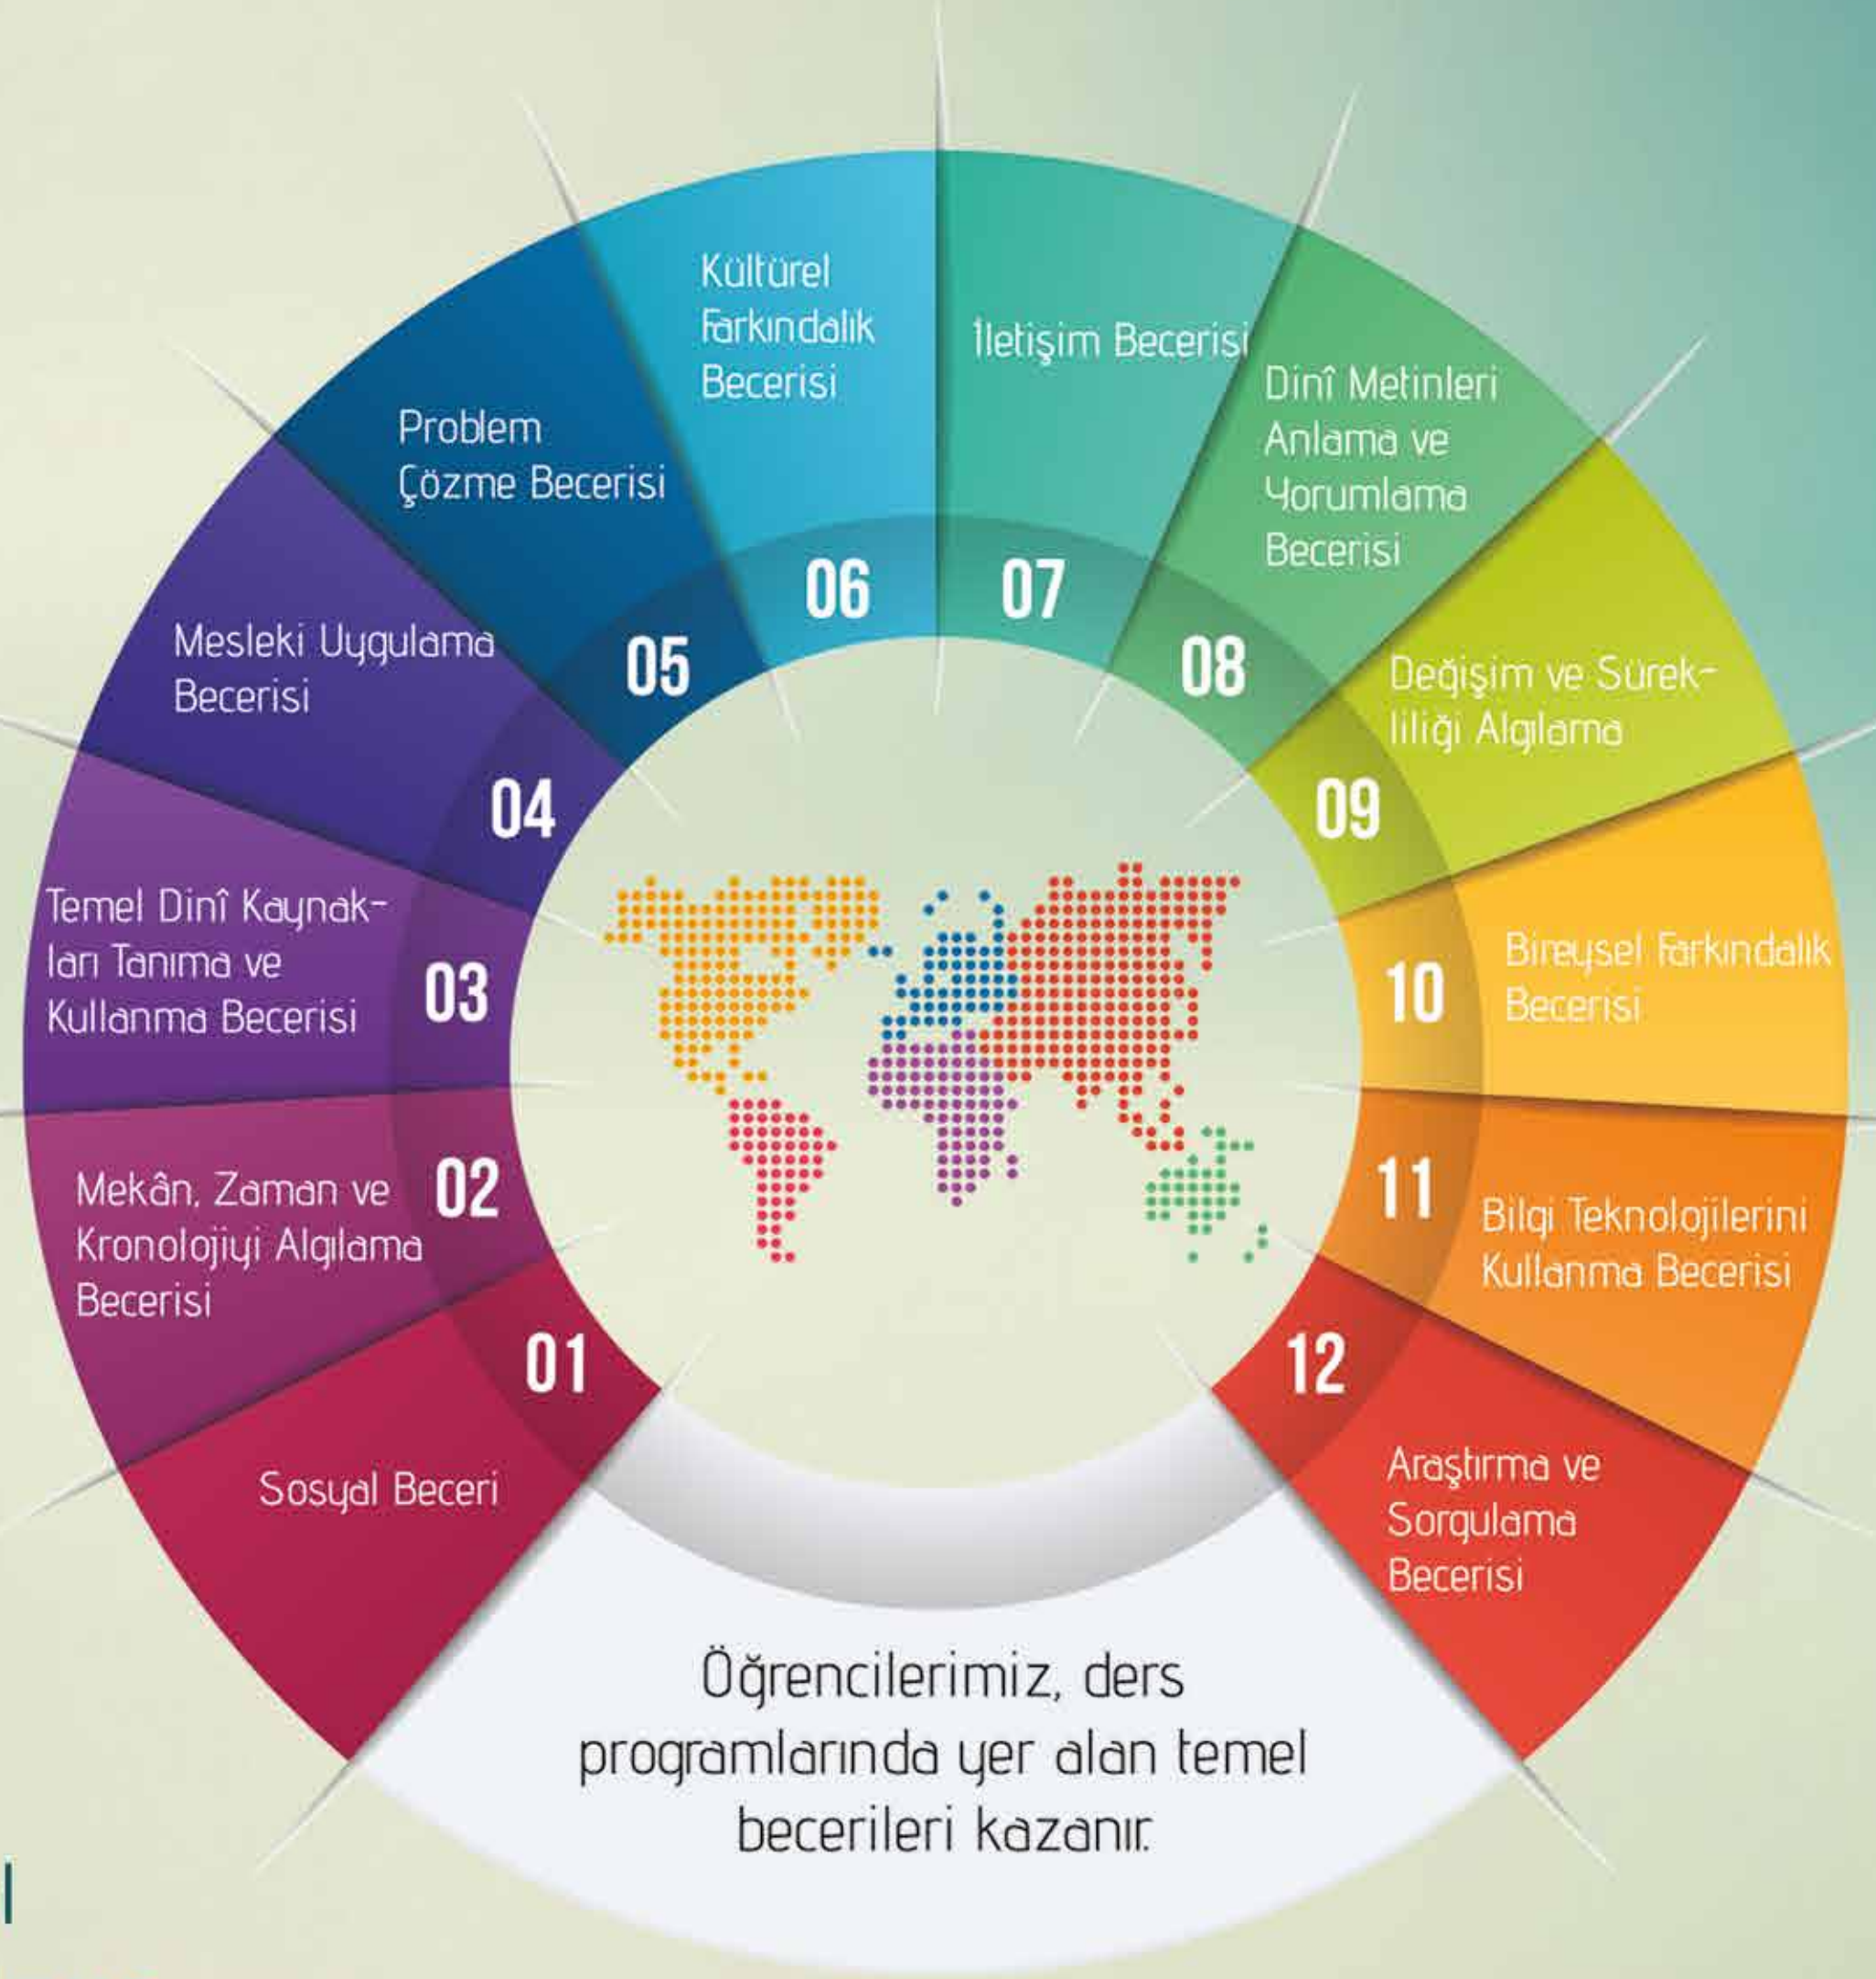 01
Sosyal Beceri
02
Mekân, Zaman ve
Kronolojiyi Algılama
Becerisi
03
Temel Dinî Kaynak-
ları Tanıma ve
Kullanma Becerisi
04
Mesleki Uygulama
Becerisi
05
Problem
Çözme Becerisi
06
Kültürel
Farkındalık
Becerisi
07
İletişim Becerisi
08
Dinî Metinleri
Anlama ve
Yorumlama
Becerisi
09
Değişim ve Sürek-
liliği Algılama
10
Bireysel Farkındalık
Becerisi
11
Bilgi Teknolojilerini
Kullanma Becerisi
12
Araştırma ve
Sorgulama
Becerisi
Öğrencilerimiz, ders
programlarında yer alan temel
becerileri kazanır.